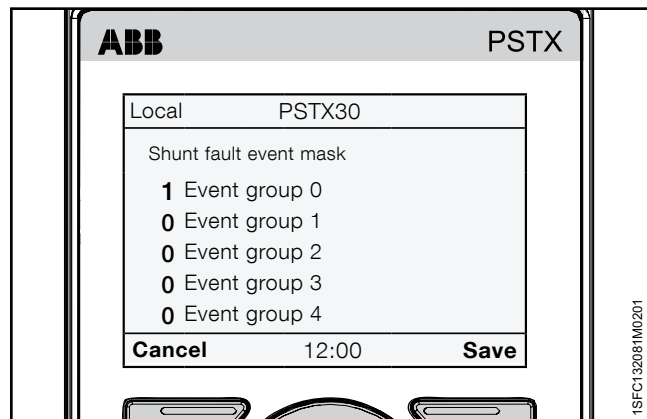 ABB PSTX
Local PSTX30
Shunt fault event mask
1 Event group 0
0 Event group 1
0 Event group 2
0 Event group 3
0 Event group 4
Cancel 12:00 Save
1SFC132081M0201